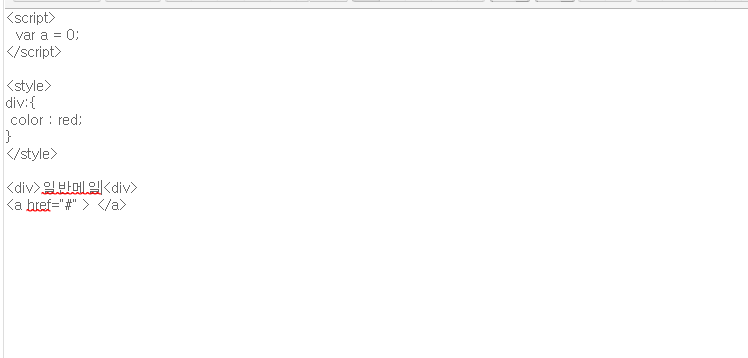 <script>
var a = 0;
</script>
<style>
div:{
color : red;
}
</style>
<div>일반메일<div>
<a href="#" > </a>